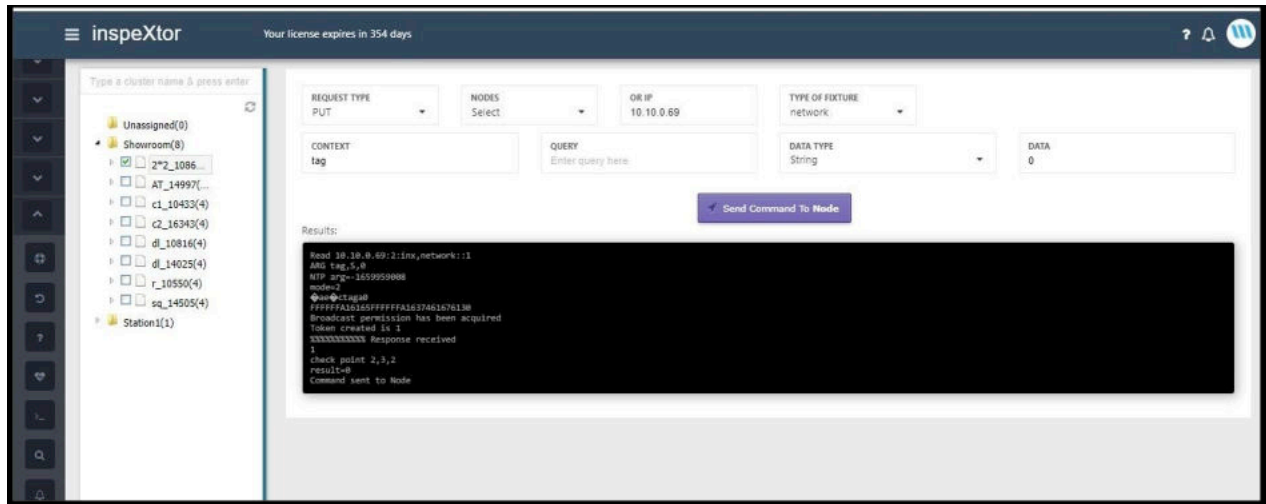 inspeXtor
Your license expires in 354 days
?
Type a cluster name & press enter
Unassigned(0)
Showroom(8)
2*2_1086...
AT_14997(...
c1_10433(4)
c2_16343(4)
dl_10816(4)
dl_14025(4)
r_10550(4)
sq_14505(4)
Station1(1)
REQUEST TYPE
PUT
NODES
Select
OR IP
10.10.0.69
TYPE OF FIXTURE
network
CONTEXT
tag
QUERY
Enter query here
DATA TYPE
String
DATA
0
Send Command To Node
Results:
Read 10.10.0.69:2:inx,network::1
ARG tag,S,0
NTP arg=-1659959008
mode=2
�ae�ctaga0
FFFFFFA16165FFFFFFA1637461676130
Broadcast permission has been acquired
Token created is 1
%%%%%%%%%%% Response received
1
check point 2,3,2
result=0
Command sent to Node